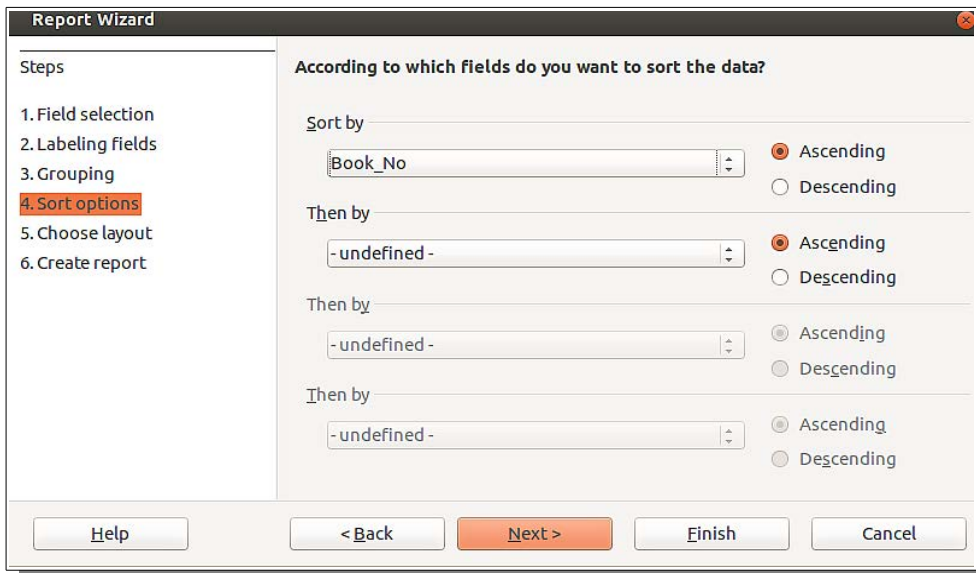 Report Wizard
Steps
1. Field selection
2. Labeling fields
3. Grouping
4. Sort options
5. Choose layout
6. Create report
According to which fields do you want to sort the data?
Sort by
Book_No
Ascending
Descending
Then by
- undefined -
Ascending
Descending
Then by
- undefined -
Ascending
Descending
Then by
- undefined -
Ascending
Descending
Help
< Back
Next >
Finish
Cancel